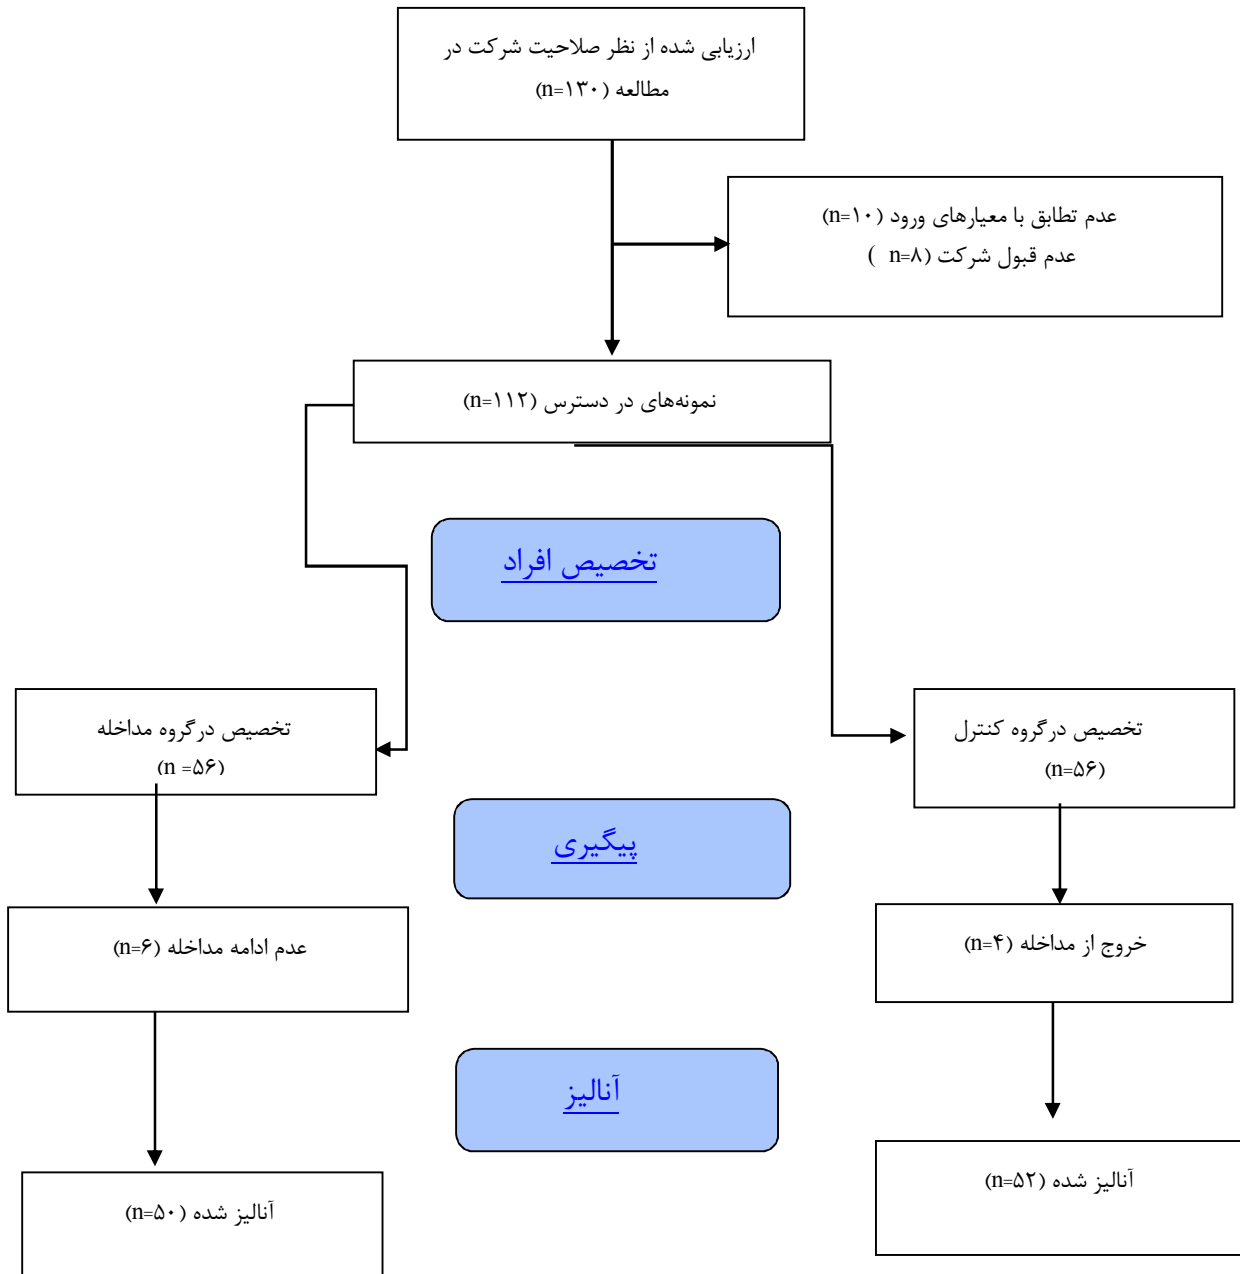 ارزیابی شده از نظر صلاحیت شرکت در
مطالعه (n=۱۳۰)
عدم تطابق با معیارهای ورود (n=۱۰)
عدم قبول شرکت (n=۸ )
نمونه‌های در دسترس (n=۱۱۲)
تخصیص افراد
تخصیص درگروه کنترل
(n=۵۶)
تخصیص درگروه مداخله
(n =۵۶)
پیگیری
خروج از مداخله (n=۴)
عدم ادامه مداخله (n=۶)
آنالیز
آنالیز شده (n=۵۲)
آنالیز شده (n=۵۰)